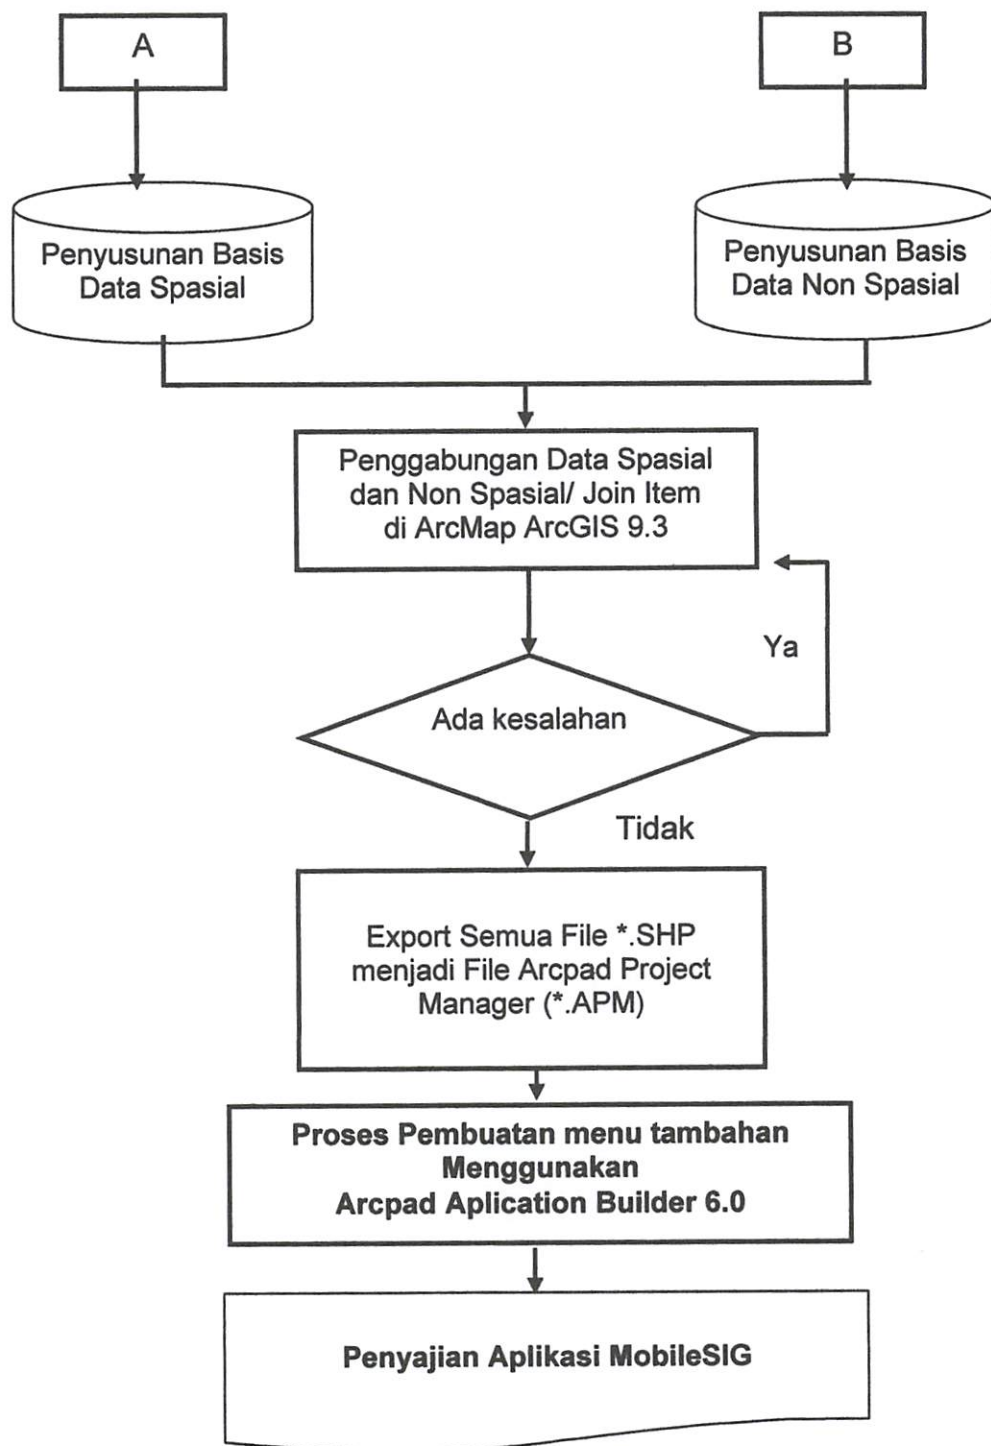 A
B
Penyusunan Basis
Data Spasial
Penyusunan Basis
Data Non Spasial
Penggabungan Data Spasial
dan Non Spasial/ Join Item
di ArcMap ArcGIS 9.3
Ya
Ada kesalahan
Tidak
Export Semua File *.SHP
menjadi File Arcpad Project
Manager (*.APM)
Proses Pembuatan menu tambahan
Menggunakan
Arcpad Aplication Builder 6.0
Penyajian Aplikasi MobileSIG